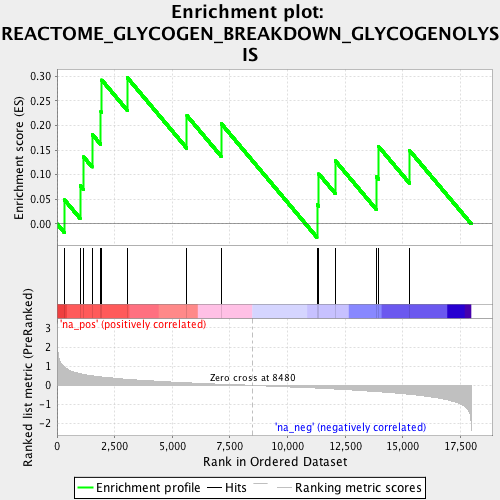 Enrichment plot:
REACTOME_GLYCOGEN_BREAKDOWN_GLYCOGENOLYS
IS
Enrichment score (ES)
0.30
0.25
0.20
0.15
0.10
0.05
0.00
Ranked list metric (PreRanked)
3
2
1
0
-1
-2
'na_pos' (positively correlated)
Zero cross at 8480
'na_neg' (negatively correlated)
0 2,500 5,000 7,500 10,000 12,500 15,000 17,500
Rank in Ordered Dataset
Enrichment profile Hits Ranking metric scores